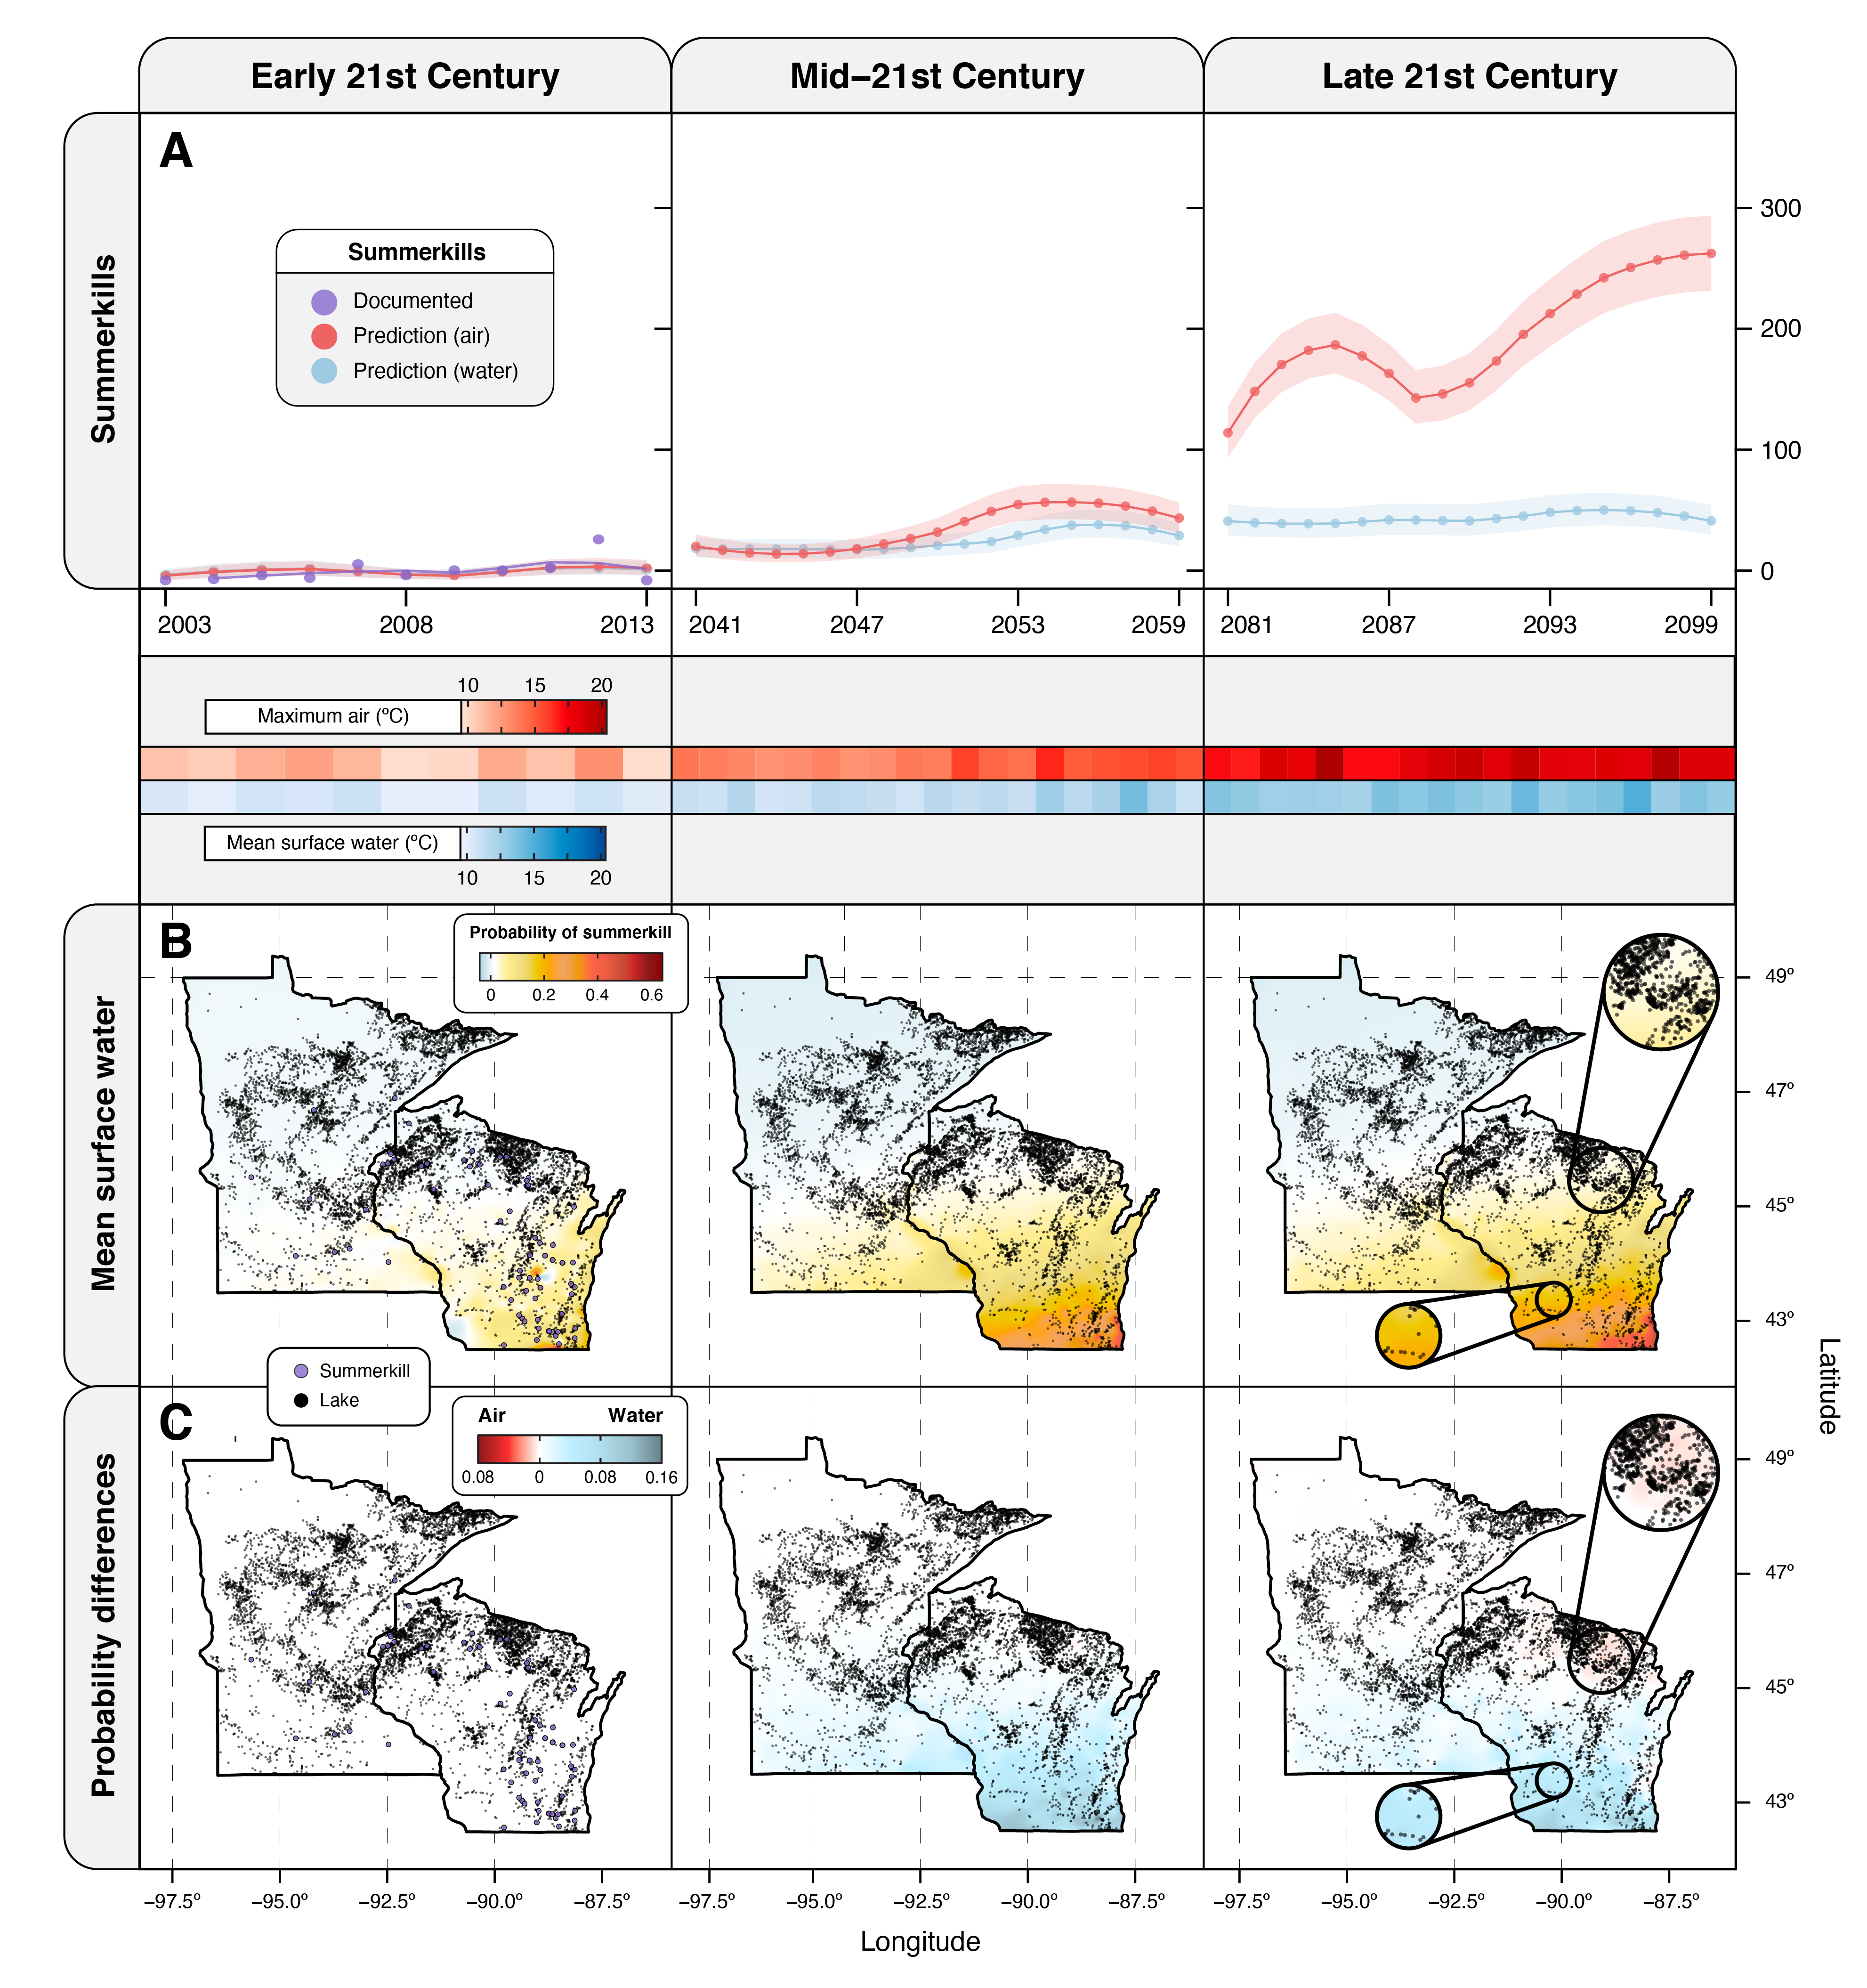 Early 21st Century
Mid–21st Century
Late 21st Century
Summerkills
A
Summerkills
Documented
Prediction (air)
Prediction (water)
300
200
100
0
2003
2008
2013
2041
2047
2053
2059
2081
2087
2093
2099
10 15 20
Maximum air (ºC)
Mean surface water (ºC)
10 15 20
Mean surface water
B
Probability of summerkill
0 0.2 0.4 0.6
49º
47º
45º
43º
Summerkill
Lake
Latitude
Probability differences
C
Air Water
0.08 0 0.08 0.16
49º
47º
45º
43º
−97.5º −95.0º −92.5º −90.0º −87.5º
−97.5º −95.0º −92.5º −90.0º −87.5º
−97.5º −95.0º −92.5º −90.0º −87.5º
Longitude